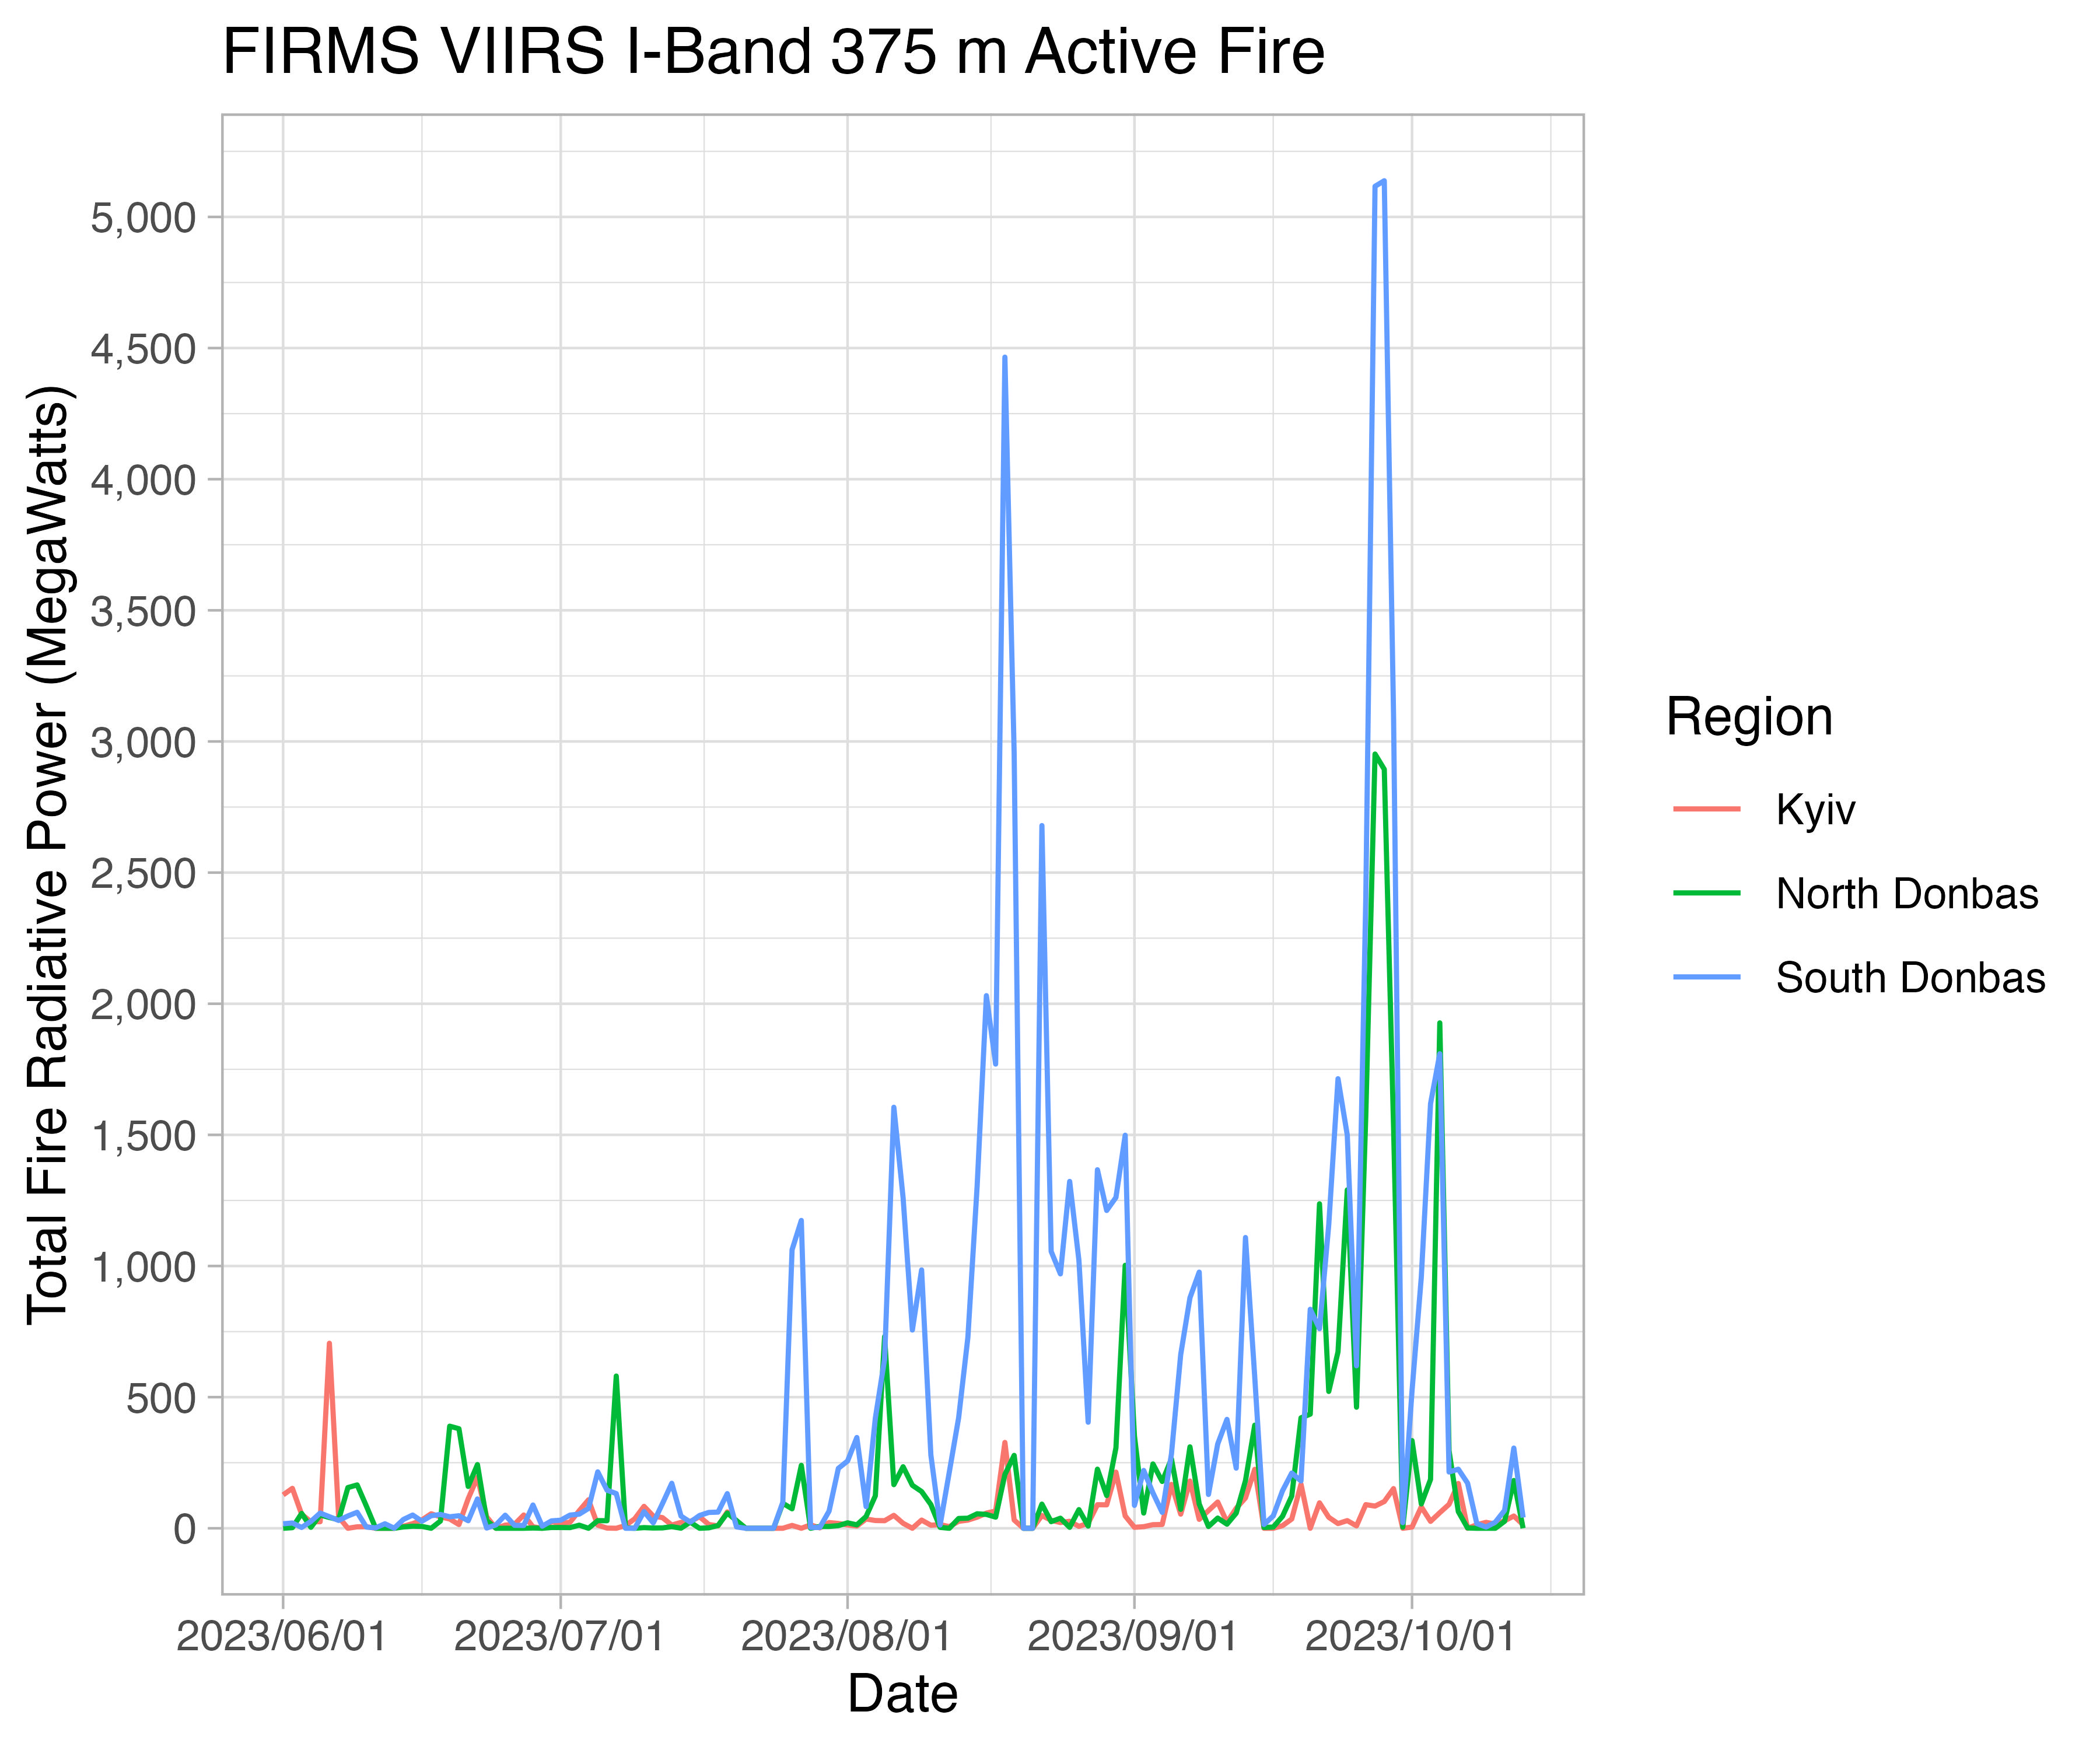 FIRMS VIIRS I-Band 375 m Active Fire
Total Fire Radiative Power (MegaWatts)
5,000
4,500
4,000
3,500
3,000
2,500
2,000
1,500
1,000
500
0
2023/06/01 2023/07/01 2023/08/01 2023/09/01 2023/10/01
Date
Region
Kyiv
North Donbas
South Donbas